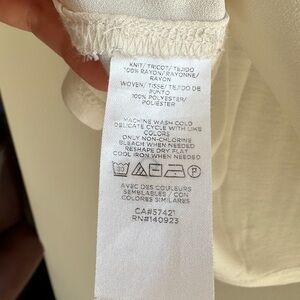 KNIT/TRICOT/TEJIDO
100% RAYON/RAYONNE/
RAYON
WOVEN/TISSE/TEJIDO DE
PUNTO
100% POLYESTER/
POLIESTER
MACHINE WASH COLD
DELICATE CYCLE WITH LIKE
COLORS
ONLY NON-CHLORINE
BLEACH WHEN NEEDED
RESHAPE DRY FLAT
COOL IRON WHEN NEEDED
P
AVEC DES COULEURS
SEMBLABLES / CON
COLORES SIMILARES
CA#57421
RN#140923